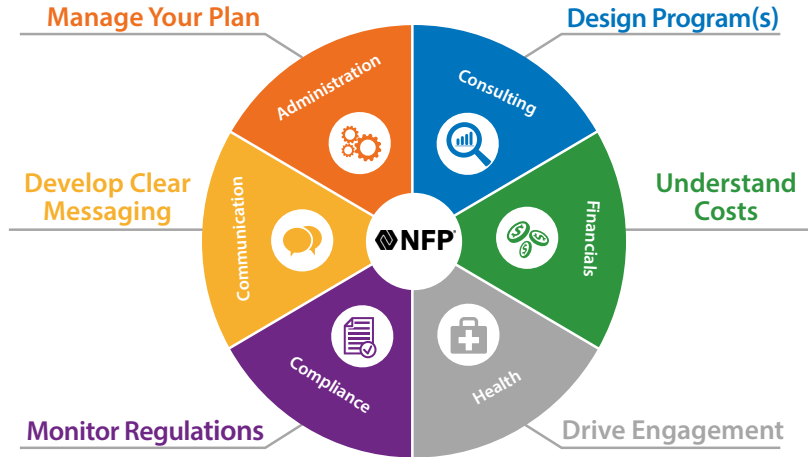 Manage Your Plan
Design Program(s)
Administration
Consulting
Develop Clear
Messaging
Communication
NFP
Financials
Understand
Costs
Compliance
Health
Monitor Regulations
Drive Engagement